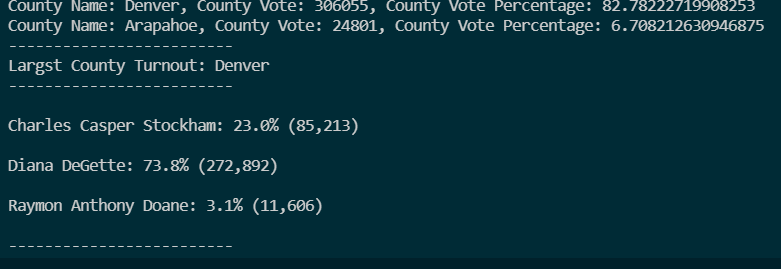 County Name: Denver, County Vote: 306055, County Vote Percentage: 82.78222719908253
County Name: Arapahoe, County Vote: 24801, County Vote Percentage: 6.708212630946875
-------------------------
Largst County Turnout: Denver
-------------------------
Charles Casper Stockham: 23.0% (85,213)
Diana DeGette: 73.8% (272,892)
Raymon Anthony Doane: 3.1% (11,606)
-------------------------